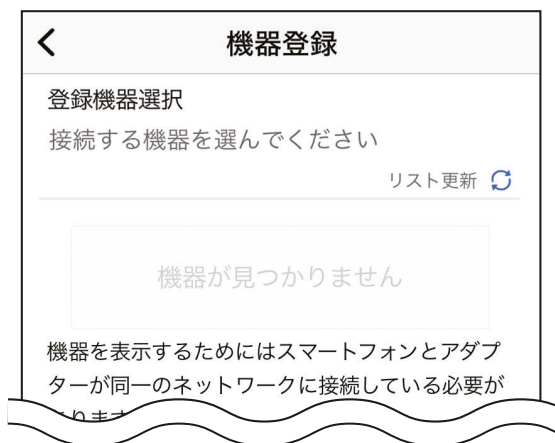 機器登録
登録機器選択
接続する機器を選んでください
リスト更新
機器が見つかりません
機器を表示するためにはスマートフォンとアダプ
ターが同一のネットワークに接続している必要が
あります